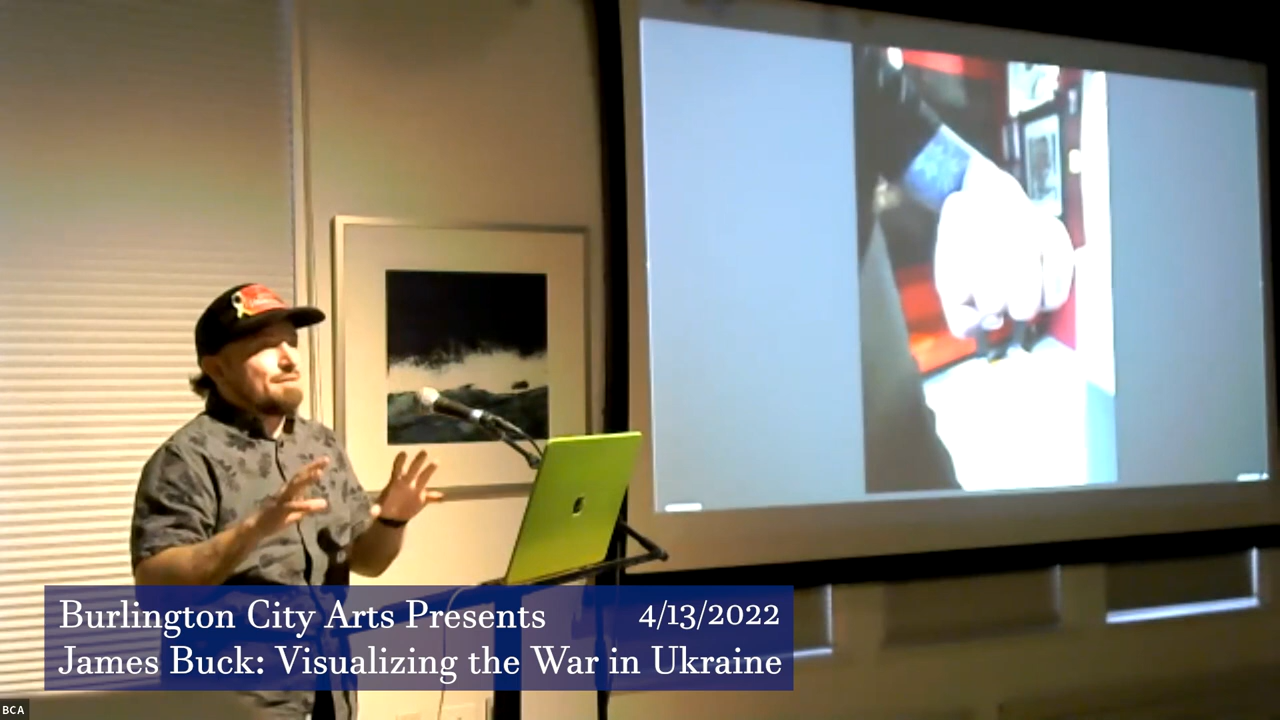 Burlington City Arts Presents 4/13/2022
James Buck: Visualizing the War in Ukraine
BCA